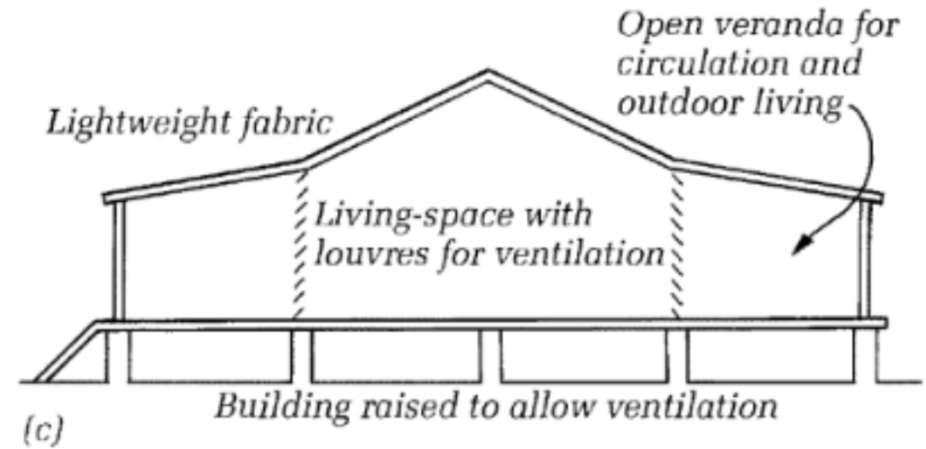 Open veranda for
circulation and
outdoor living
Lightweight fabric
Living-space with
louvres for ventilation
Building raised to allow ventilation
(c)